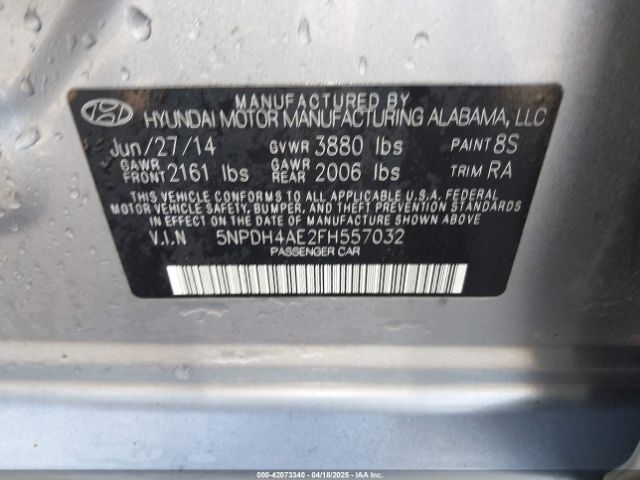 MANUFACTURED BY
HYUNDAI MOTOR MANUFACTURING ALABAMA, LLC
Jun/27/14 GVWR 3880 lbs PAINT 8S
GAWR FRONT 2161 lbs GAWR REAR 2006 lbs TRIM RA
THIS VEHICLE CONFORMS TO ALL APPLICABLE U.S.A. FEDERAL
MOTOR VEHICLE SAFETY, BUMPER, AND THEFT PREVENTION STANDARDS
IN EFFECT ON THE DATE OF MANUFACTURE SHOWN ABOVE
V.I.N 5NPDH4AE2FH557032
PASSENGER CAR
000-42073340 - 04/18/2025 - IAAI.COM